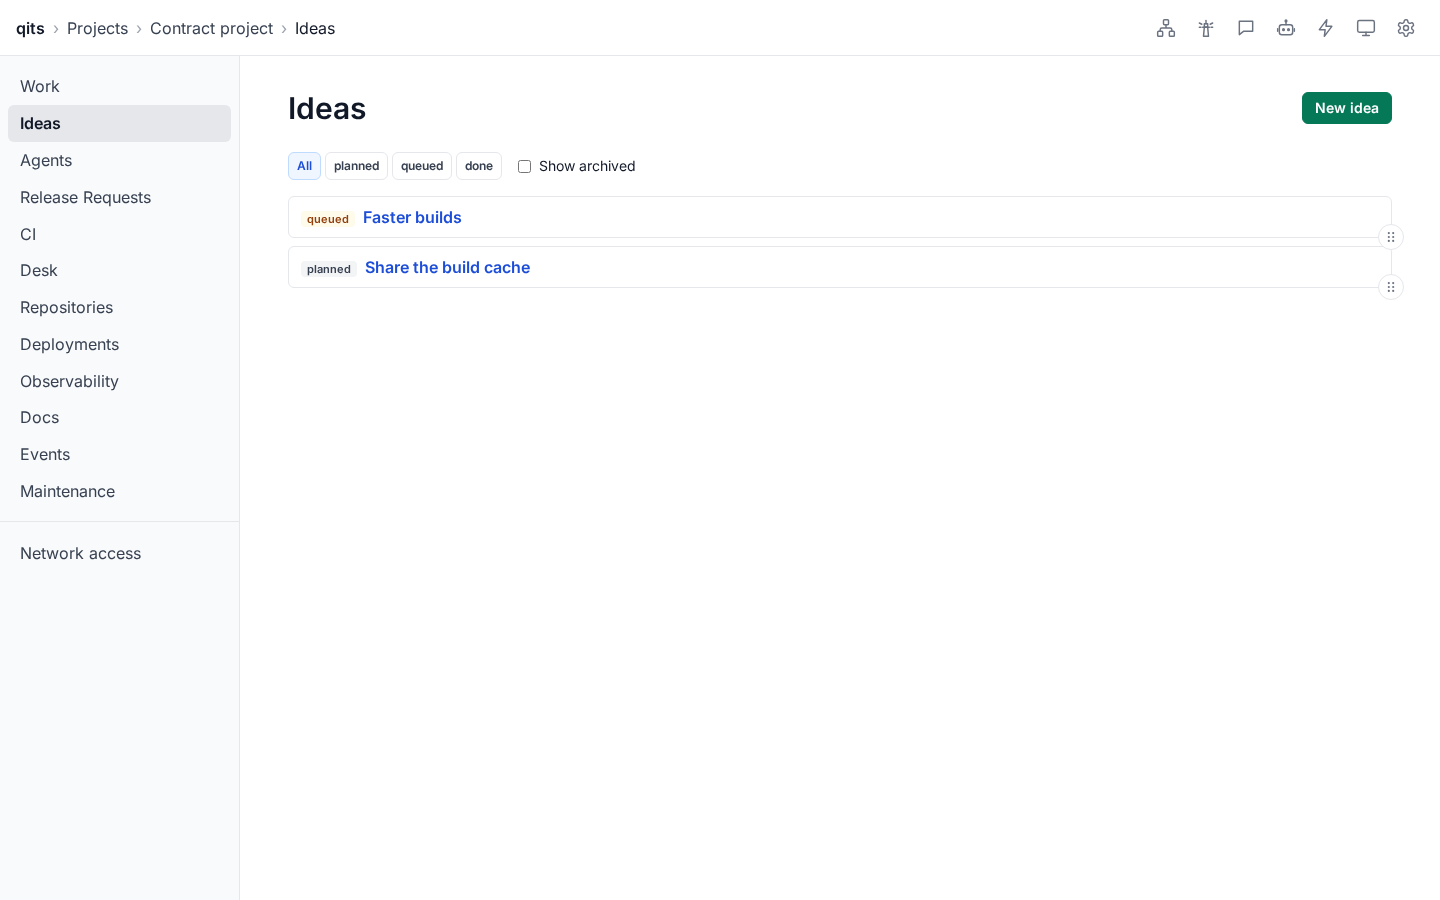 qits › Projects › Contract project › Ideas
Work
Ideas
Agents
Release Requests
CI
Desk
Repositories
Deployments
Observability
Docs
Events
Maintenance
Network access
Ideas
New idea
All planned queued done Show archived
queued Faster builds
planned Share the build cache